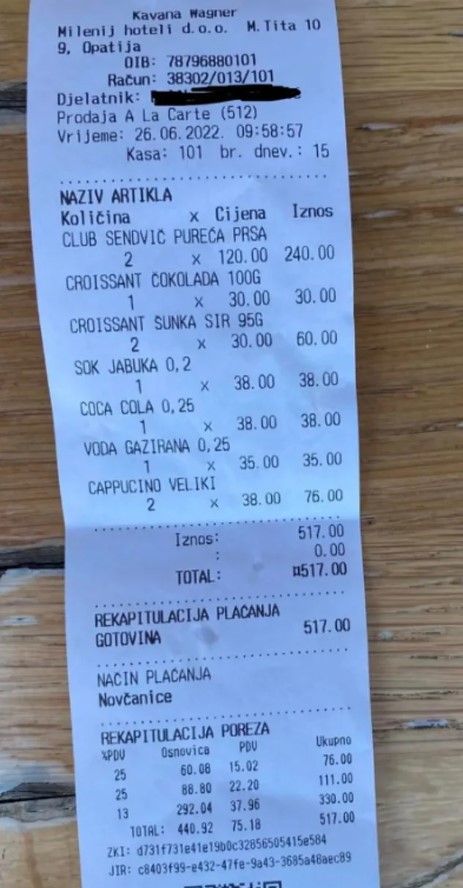 Kavana Wagner
Milenij hoteli d.o.o. M.Tita 10
9, Opatija
OIB: 78796880101
Račun: 38302/013/101
Djelatnik:
Prodaja A La Carte (512)
Vrijeme: 26.06.2022. 09:58:57
Kasa: 101 br. dnev.: 15
NAZIV ARTIKLA
Količina x Cijena Iznos
CLUB SENDVIČ PUREĆA PRSA
2 x 120.00 240.00
CROISSANT ČOKOLADA 100G
1 x 30.00 30.00
CROISSANT ŠUNKA SIR 95G
2 x 30.00 60.00
SOK JABUKA 0,2
1 x 38.00 38.00
COCA COLA 0,25
1 x 38.00 38.00
VODA GAZIRANA 0,25
1 x 35.00 35.00
CAPPUCINO VELIKI
2 x 38.00 76.00
Iznos: 517.00
: 0.00
TOTAL: ¤517.00
REKAPITULACIJA PLAĆANJA
GOTOVINA 517.00
NAČIN PLAĆANJA
Novčanice
REKAPITULACIJA POREZA
%PDV Osnovica PDV Ukupno
25 60.08 15.02 76.00
25 88.80 22.20 111.00
13 292.04 37.96 330.00
TOTAL: 440.92 75.18 517.00
ZKI: d731f731e41e19b0c32856505415e584
JIR: c8403f99-e432-47fe-9a43-3685a48aec89